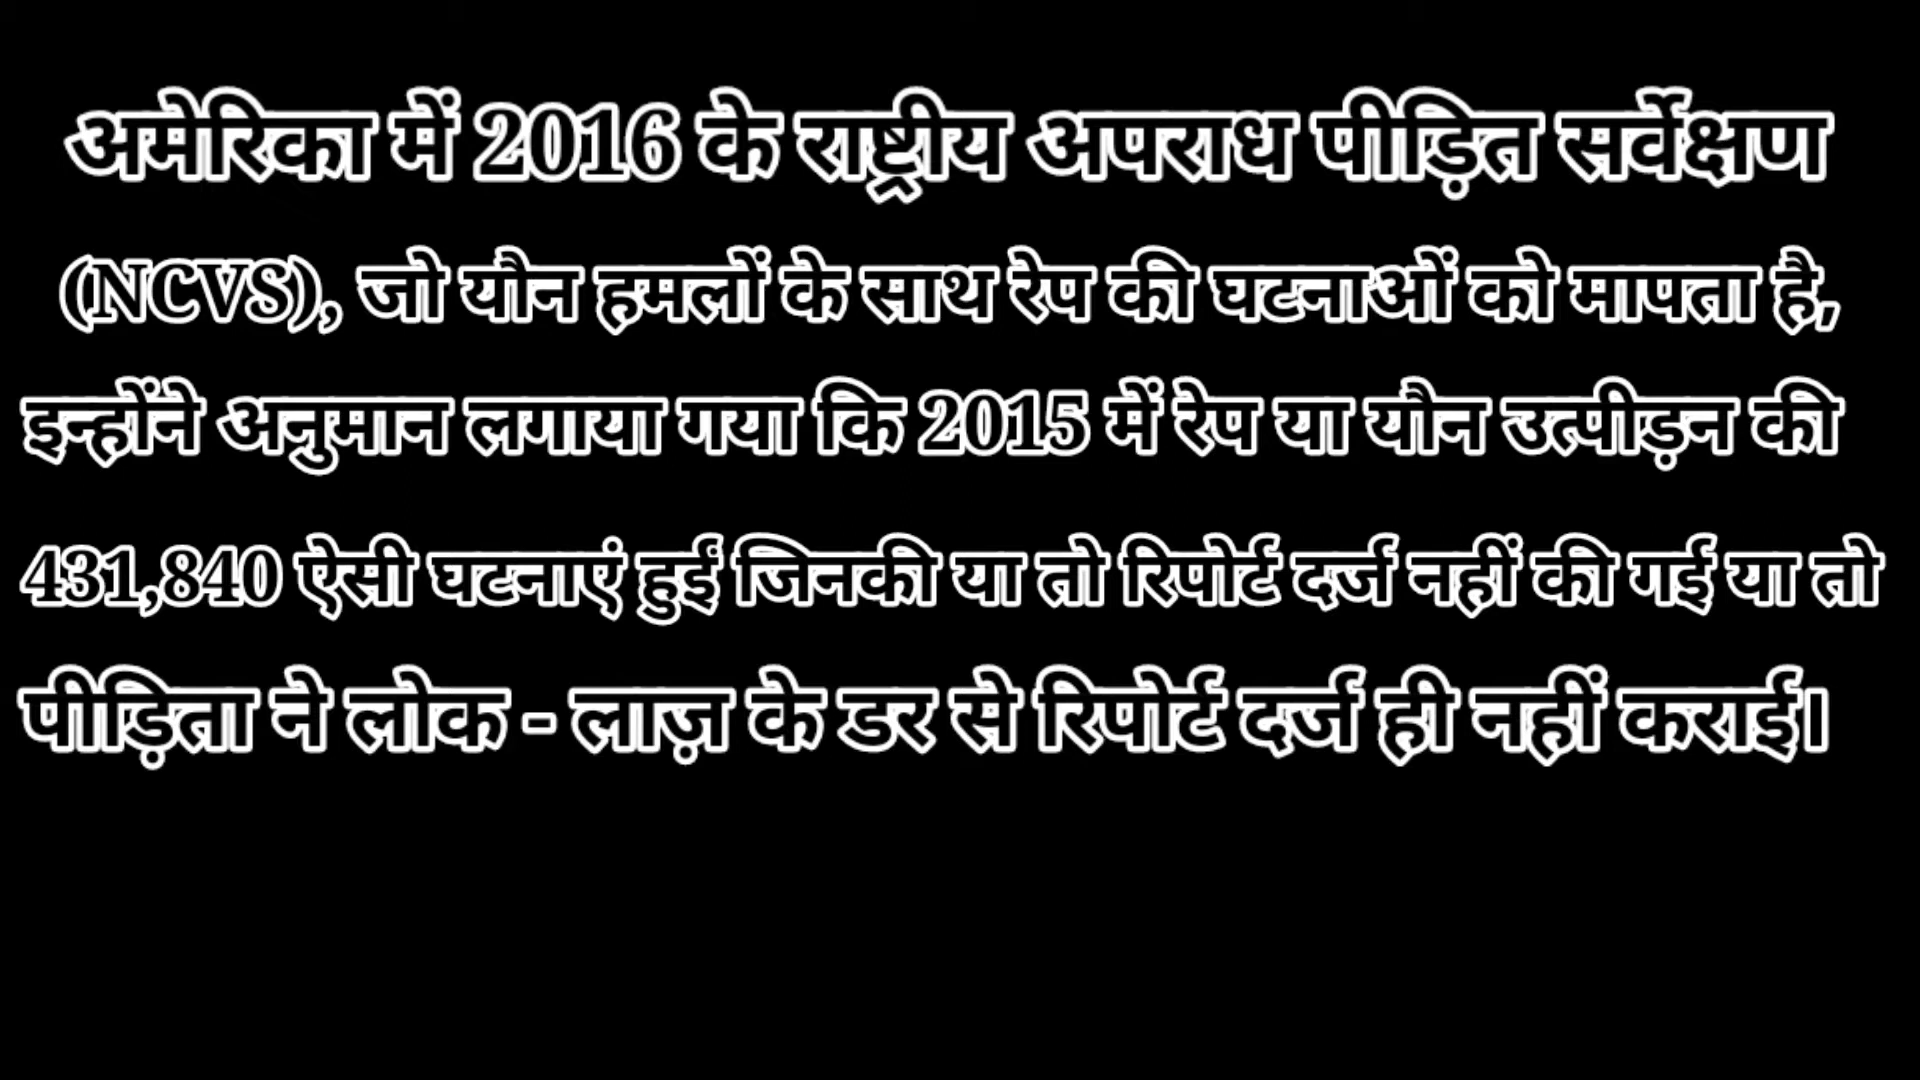 अमेरिका में 2016 के राष्ट्रीय अपराध पीड़ित सर्वेक्षण
(NCVS), जो यौन हमलों के साथ रेप की घटनाओं को मापता है,
इन्होंने अनुमान लगाया गया कि 2015 में रेप या यौन उत्पीड़न की
431,840 ऐसी घटनाएं हुईं जिनकी या तो रिपोर्ट दर्ज नहीं की गई या तो
पीड़िता ने लोक - लाज़ के डर से रिपोर्ट दर्ज ही नहीं कराई।